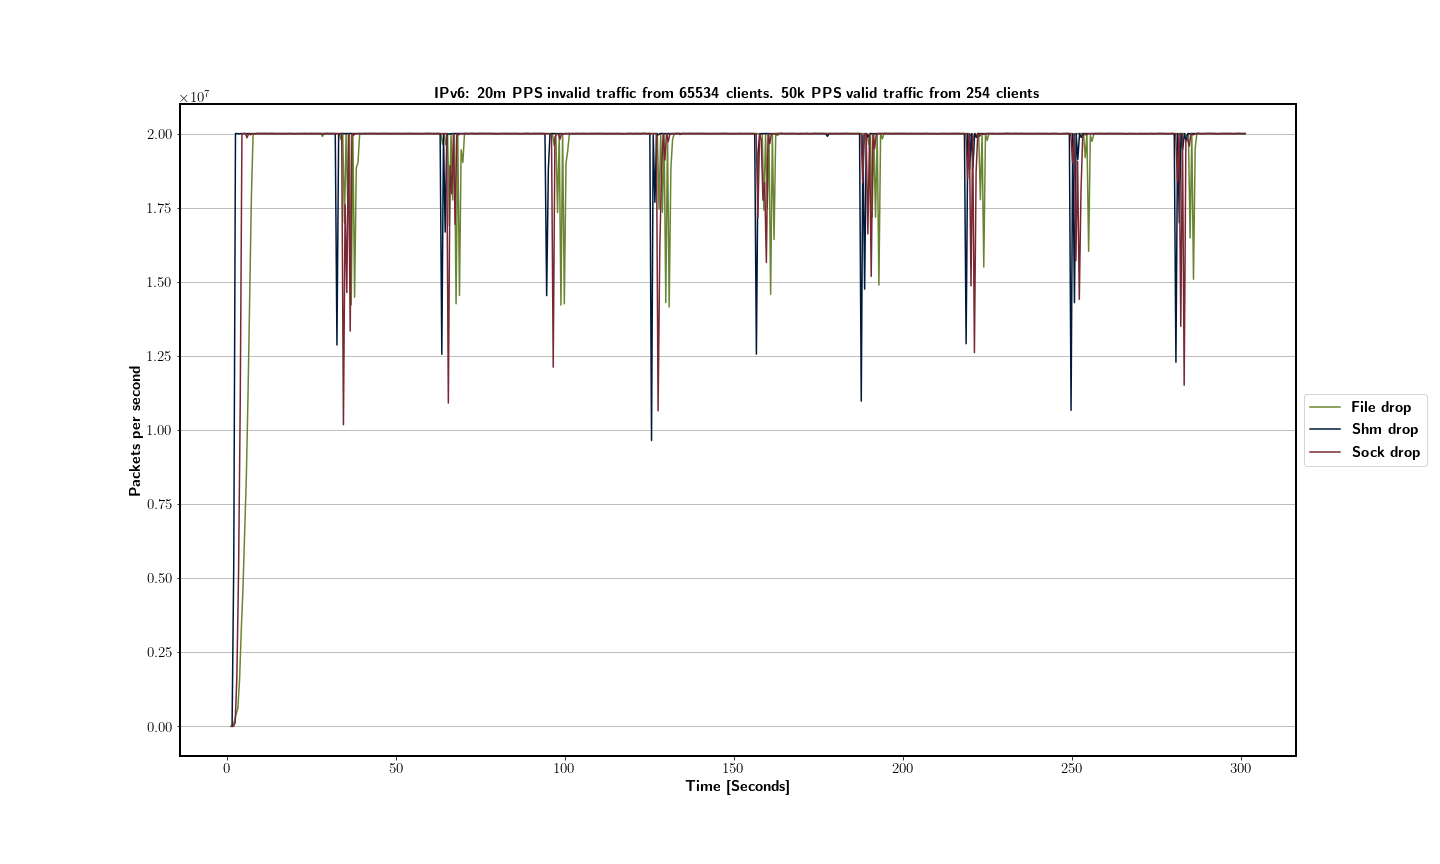 IPv6: 20m PPS invalid traffic from 65534 clients. 50k PPS valid traffic from 254 clients
×10⁷
2.00
1.75
1.50
1.25
1.00
0.75
0.50
0.25
0.00
Packets per second
0 50 100 150 200 250 300
Time [Seconds]
File drop
Shm drop
Sock drop